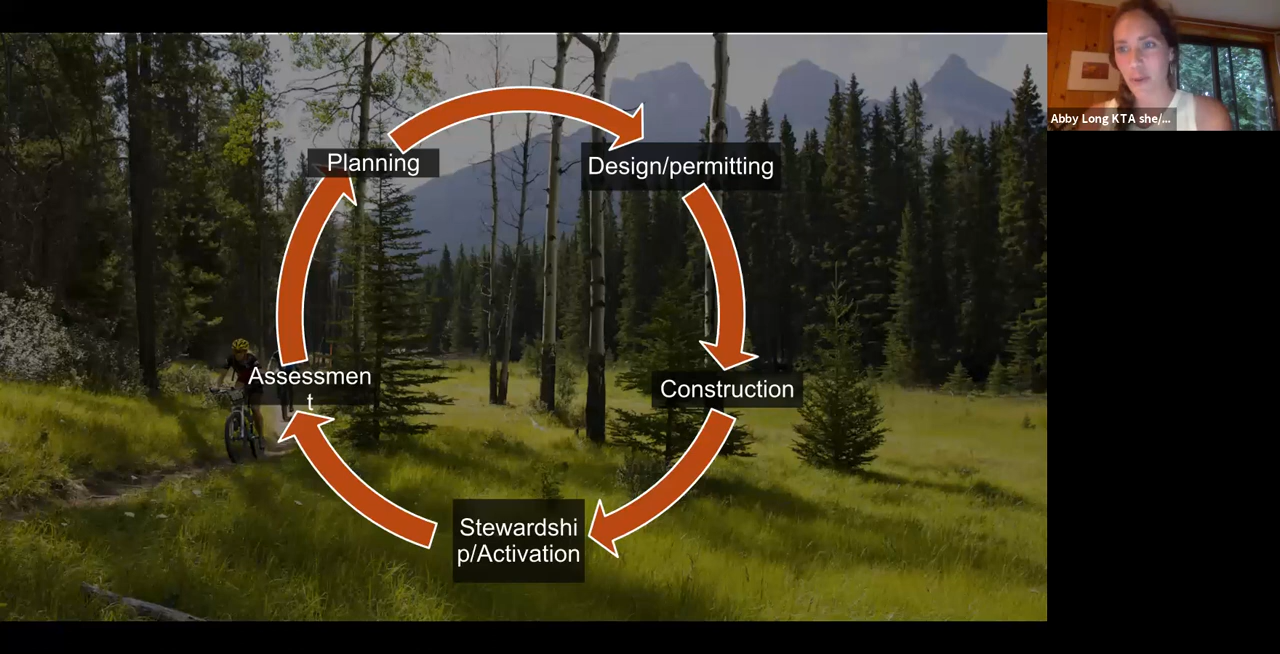 Planning
Design/permitting
Assessmen
t
Construction
Stewardshi
p/Activation
Abby Long KTA she/...